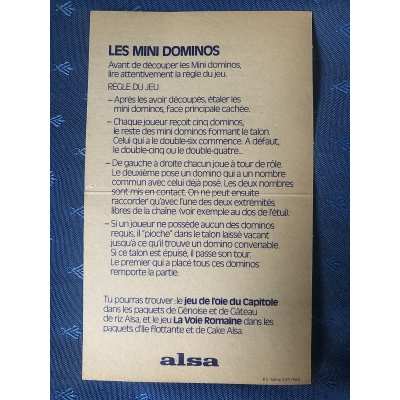 LES MINI DOMINOS
Avant de découper les Mini dominos,
lire attentivement la règle du jeu.
REGLE DU JEU
– Après les avoir découpés, étaler les
mini dominos, face principale cachée.
– Chaque joueur reçoit cinq dominos,
le reste des mini dominos formant le talon.
Celui qui a le double-six commence. A défaut,
le double-cinq ou le double-quatre...
– De gauche à droite chacun joue à tour de rôle.
Le deuxième pose un domino qui a un nombre
commun avec celui déjà posé. Les deux nombres
sont mis en contact. On ne peut ensuite
raccorder qu'avec l'une des deux extrémités
libres de la chaîne (voir exemple au dos de l'étui).
– Si un joueur ne possède aucun des dominos
requis, il "pioche" dans le talon laissé vacant
jusqu'à ce qu'il trouve un domino convenable.
Si ce talon est épuisé, il passe son tour.
Le premier qui a placé tous ces dominos
remporte la partie.
Tu pourras trouver le jeu de l'oie du Capitole
dans les paquets de Génoise et de Gâteau
de riz Alsa, et le jeu La Voie Romaine dans les
paquets d'Ile flottante et de Cake Alsa.
alsa